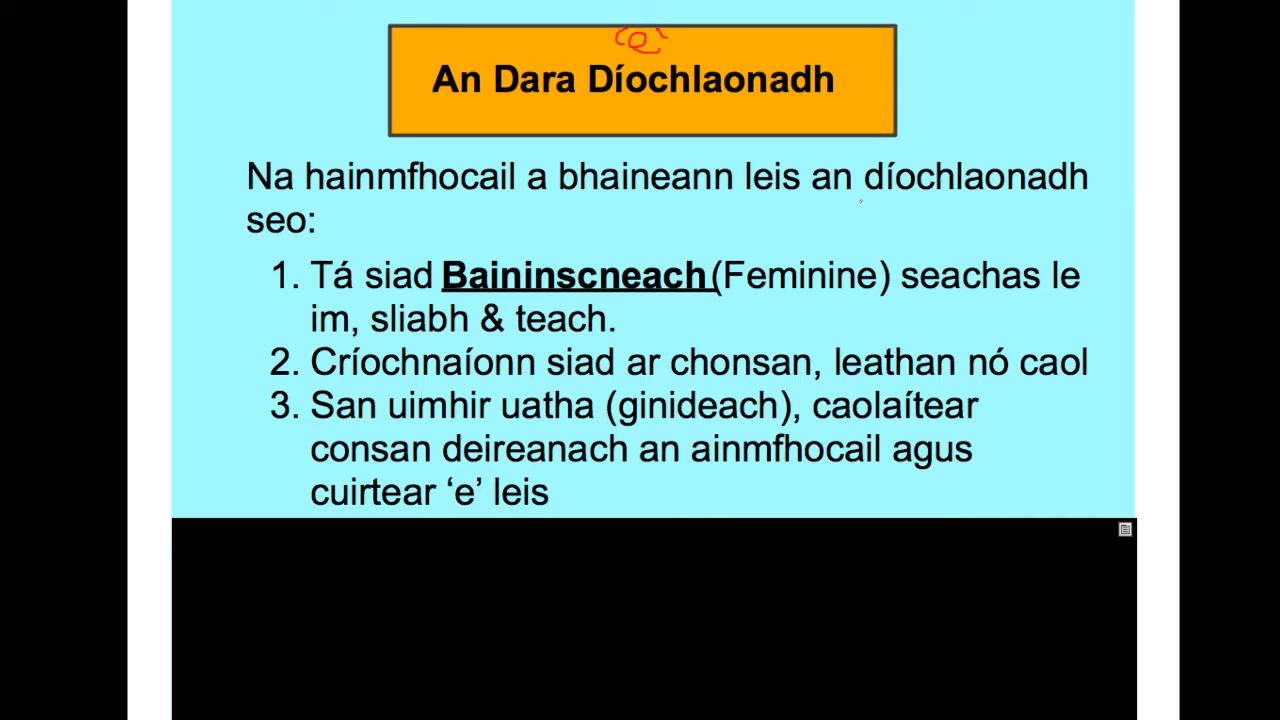 An Dara Díochlaonadh
Na hainmfhocail a bhaineann leis an díochlaonadh
seo:
1. Tá siad Baininscneach (Feminine) seachas le
im, sliabh & teach.
2. Críochnaíonn siad ar chonsan, leathan nó caol
3. San uimhir uatha (ginideach), caolaítear
consan deireanach an ainmfhocail agus
cuirtear ‘e’ leis